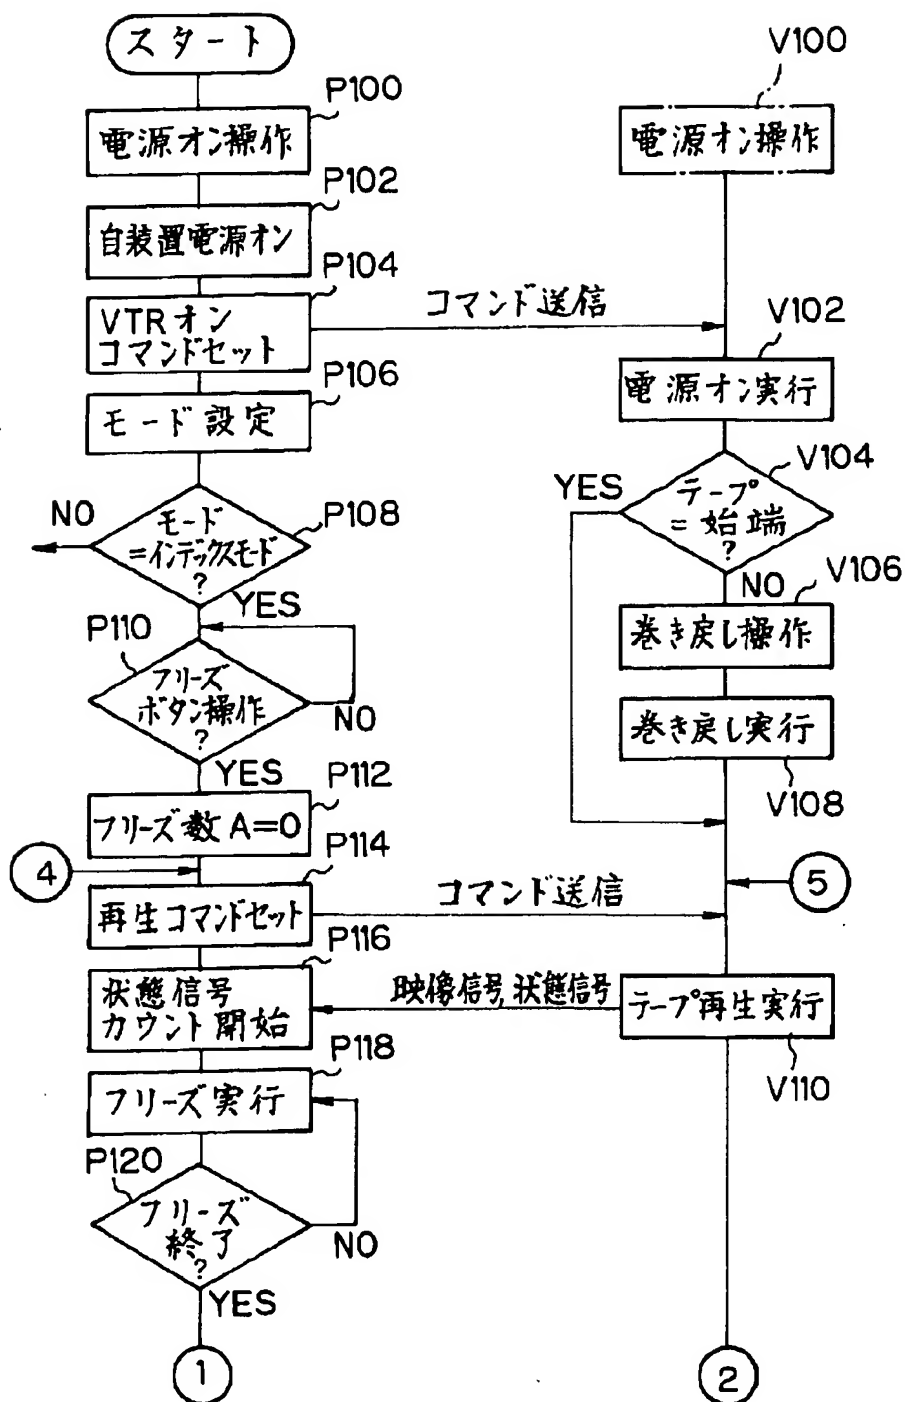 スタート
P100
電源オン操作
P102
自装置電源オン
P104
VTRオン
コマンドセット
コマンド送信
P106
モード設定
NO
モード
=インデックスモード
?
P108
YES
P110
フリーズ
ボタン操作
?
NO
YES
P112
フリーズ数A=0
4
P114
再生コマンドセット
コマンド送信
P116
状態信号
カウント開始
映像信号,状態信号
P118
フリーズ実行
P120
フリーズ
終了
?
NO
YES
1
V100
電源オン操作
V102
電源オン実行
V104
YES
テープ
=始端
?
NO
V106
巻き戻し操作
巻き戻し実行
V108
5
テープ再生実行
V110
2